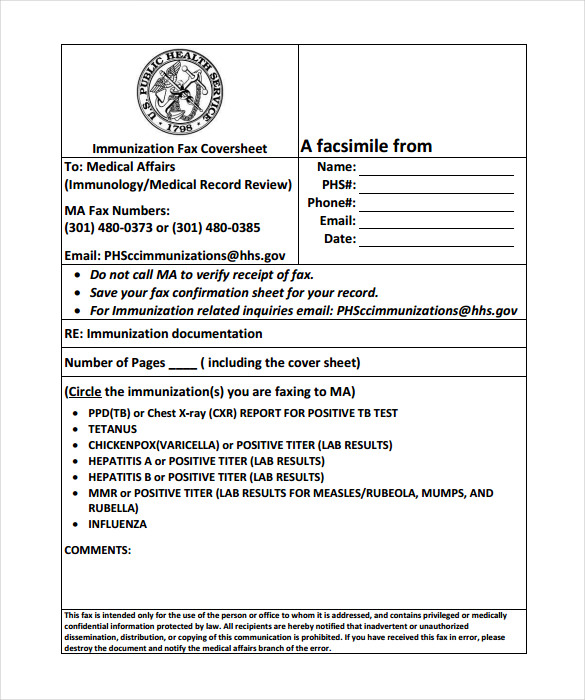 U.S. PUBLIC HEALTH SERVICE
1798
Immunization Fax Coversheet
A facsimile from
To: Medical Affairs
(Immunology/Medical Record Review)
MA Fax Numbers:
(301) 480-0373 or (301) 480-0385
Email: PHSccimmunizations@hhs.gov
Name:
PHS#:
Phone#:
Email:
Date:
• Do not call MA to verify receipt of fax.
• Save your fax confirmation sheet for your record.
• For Immunization related inquiries email: PHSccimmunizations@hhs.gov
RE: Immunization documentation
Number of Pages ____ ( including the cover sheet)
(Circle the immunization(s) you are faxing to MA)
• PPD(TB) or Chest X-ray (CXR) REPORT FOR POSITIVE TB TEST
• TETANUS
• CHICKENPOX(VARICELLA) or POSITIVE TITER (LAB RESULTS)
• HEPATITIS A or POSITIVE TITER (LAB RESULTS)
• HEPATITIS B or POSITIVE TITER (LAB RESULTS)
• MMR or POSITIVE TITER (LAB RESULTS FOR MEASLES/RUBEOLA, MUMPS, AND
RUBELLA)
• INFLUENZA
COMMENTS:
This fax is intended only for the use of the person or office to whom it is addressed, and contains privileged or medically
confidential information protected by law. All recipients are hereby notified that inadvertent or unauthorized
dissemination, distribution, or copying of this communication is prohibited. If you have received this fax in error, please
destroy the document and notify the medical affairs branch of the error.